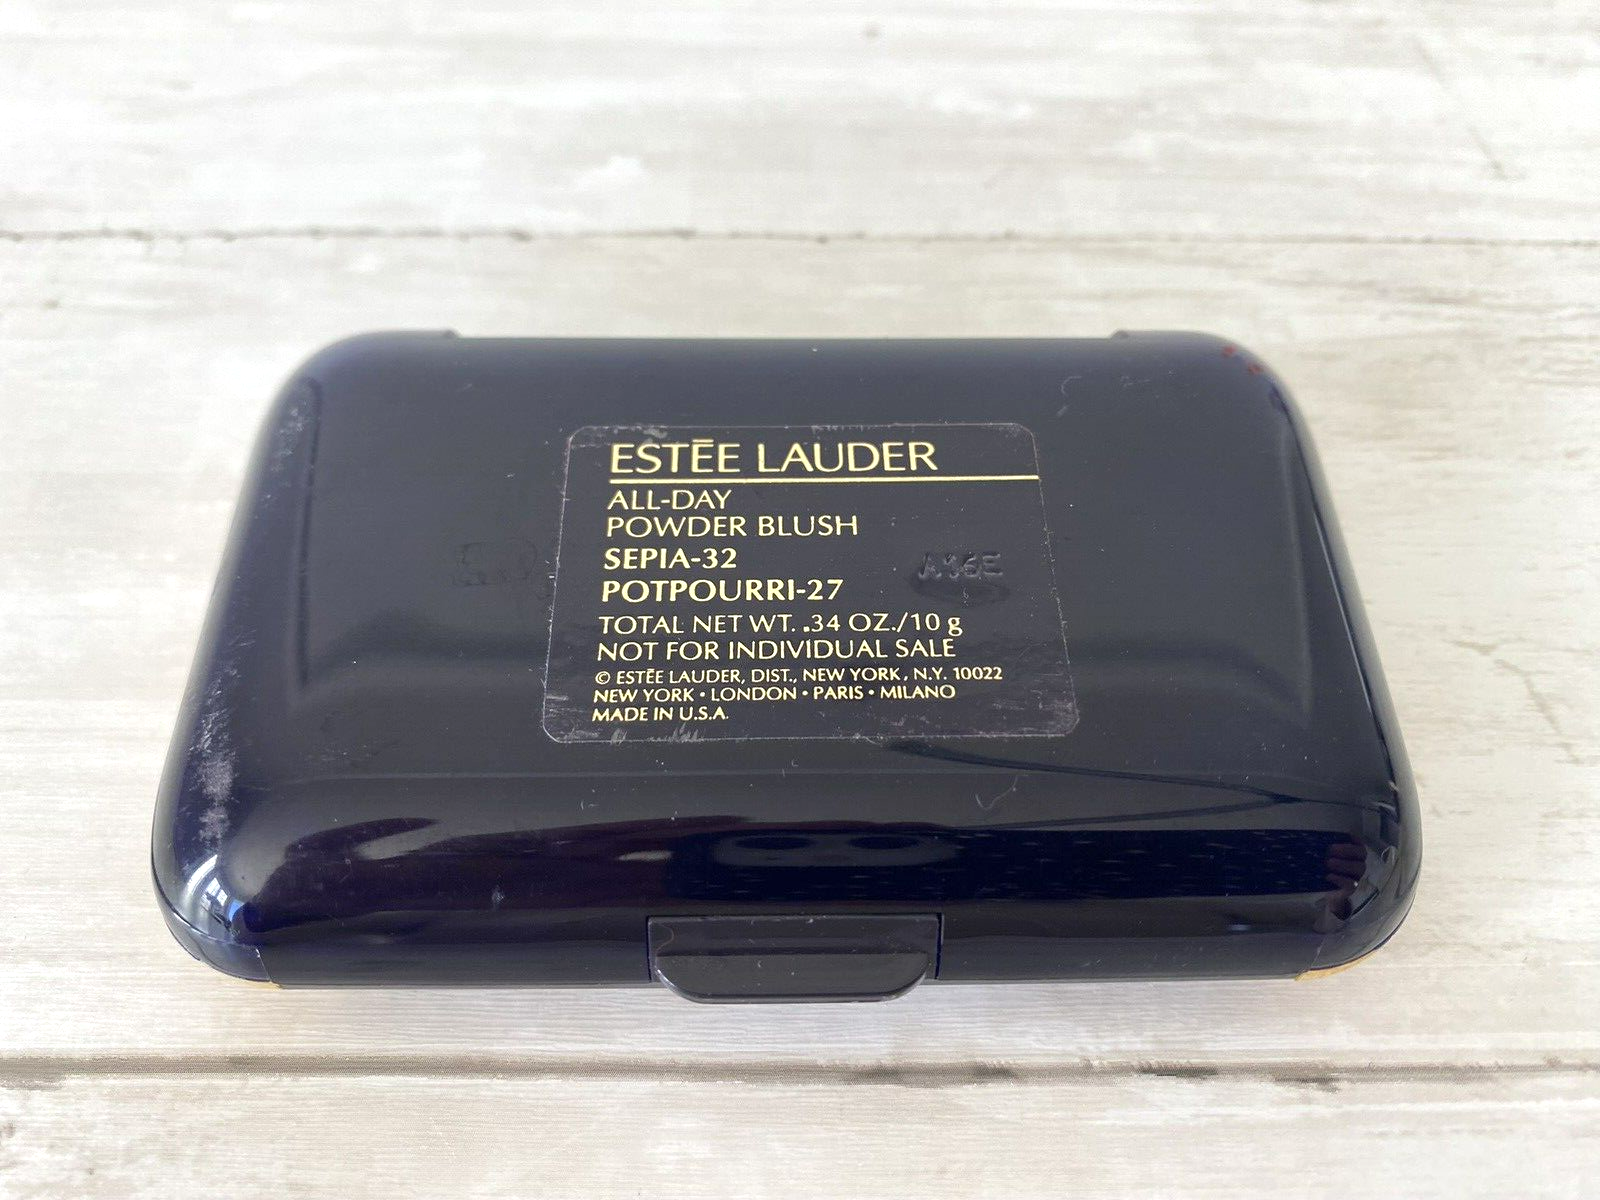 ESTĒE LAUDER
ALL-DAY
POWDER BLUSH
SEPIA-32
POTPOURRI-27
TOTAL NET WT. .34 OZ./10 g
NOT FOR INDIVIDUAL SALE
© ESTĒE LAUDER, DIST., NEW YORK, N.Y. 10022
NEW YORK • LONDON • PARIS • MILANO
MADE IN U.S.A.